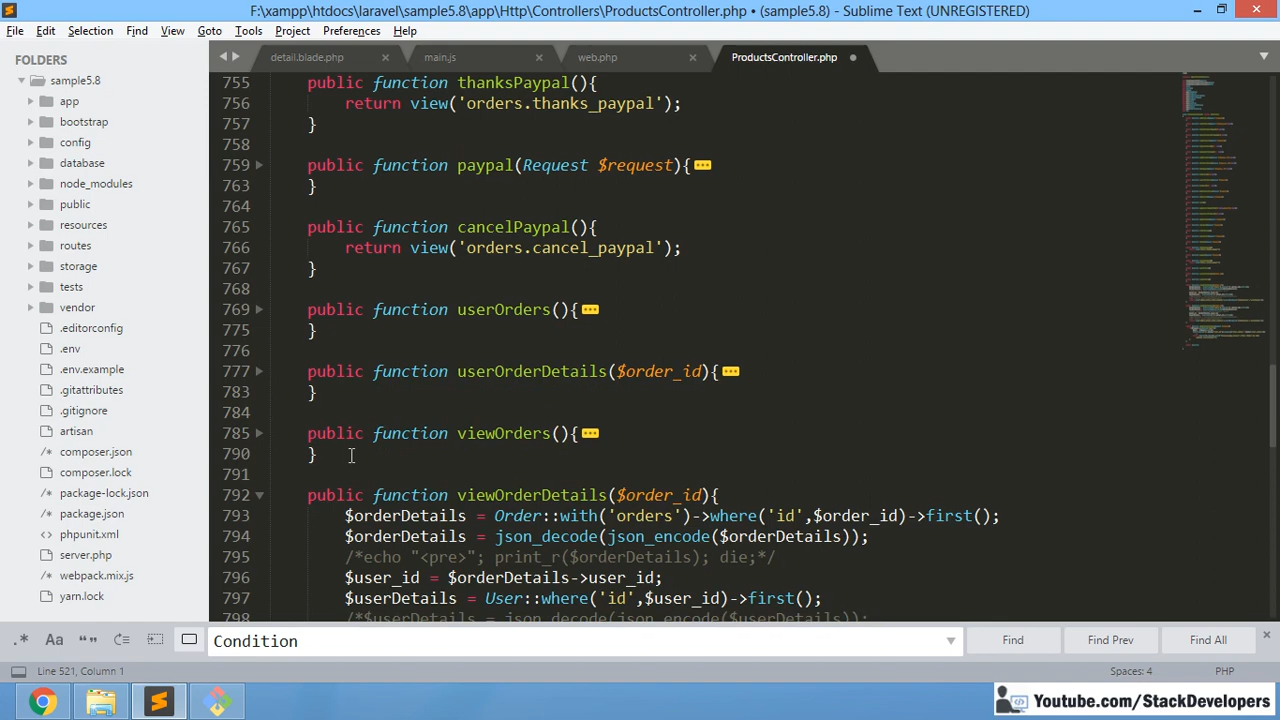 F:\xampp\htdocs\laravel\sample5.8\app\Http\Controllers\ProductsController.php • (sample5.8) - Sublime Text (UNREGISTERED)
File Edit Selection Find View Goto Tools Project Preferences Help
FOLDERS
sample5.8
app
bootstrap
config
database
node_modules
public
resources
routes
storage
tests
vendor
.editorconfig
.env
.env.example
.gitattributes
.gitignore
artisan
/* composer.json
/* composer.lock
/* package-lock.json
/* package.json
phpunit.xml
server.php
webpack.mix.js
yarn.lock
detail.blade.php main.js web.php ProductsController.php
755 public function thanksPaypal(){
756 return view('orders.thanks_paypal');
757 }
758
759 public function paypal(Request $request){
763 }
764
765 public function cancelPaypal(){
766 return view('orders.cancel_paypal');
767 }
768
769 public function userOrders(){
775 }
776
777 public function userOrderDetails($order_id){
783 }
784
785 public function viewOrders(){
790 }
791
792 public function viewOrderDetails($order_id){
793 $orderDetails = Order::with('orders')->where('id',$order_id)->first();
794 $orderDetails = json_decode(json_encode($orderDetails));
795 /*echo "<pre>"; print_r($orderDetails); die;*/
796 $user_id = $orderDetails->user_id;
797 $userDetails = User::where('id',$user_id)->first();
798 /*$userDetails = json_decode(json_encode($userDetails));
.* Aa “” Condition Find Find Prev Find All
Line 521, Column 1 Spaces: 4 PHP
Youtube.com/StackDevelopers